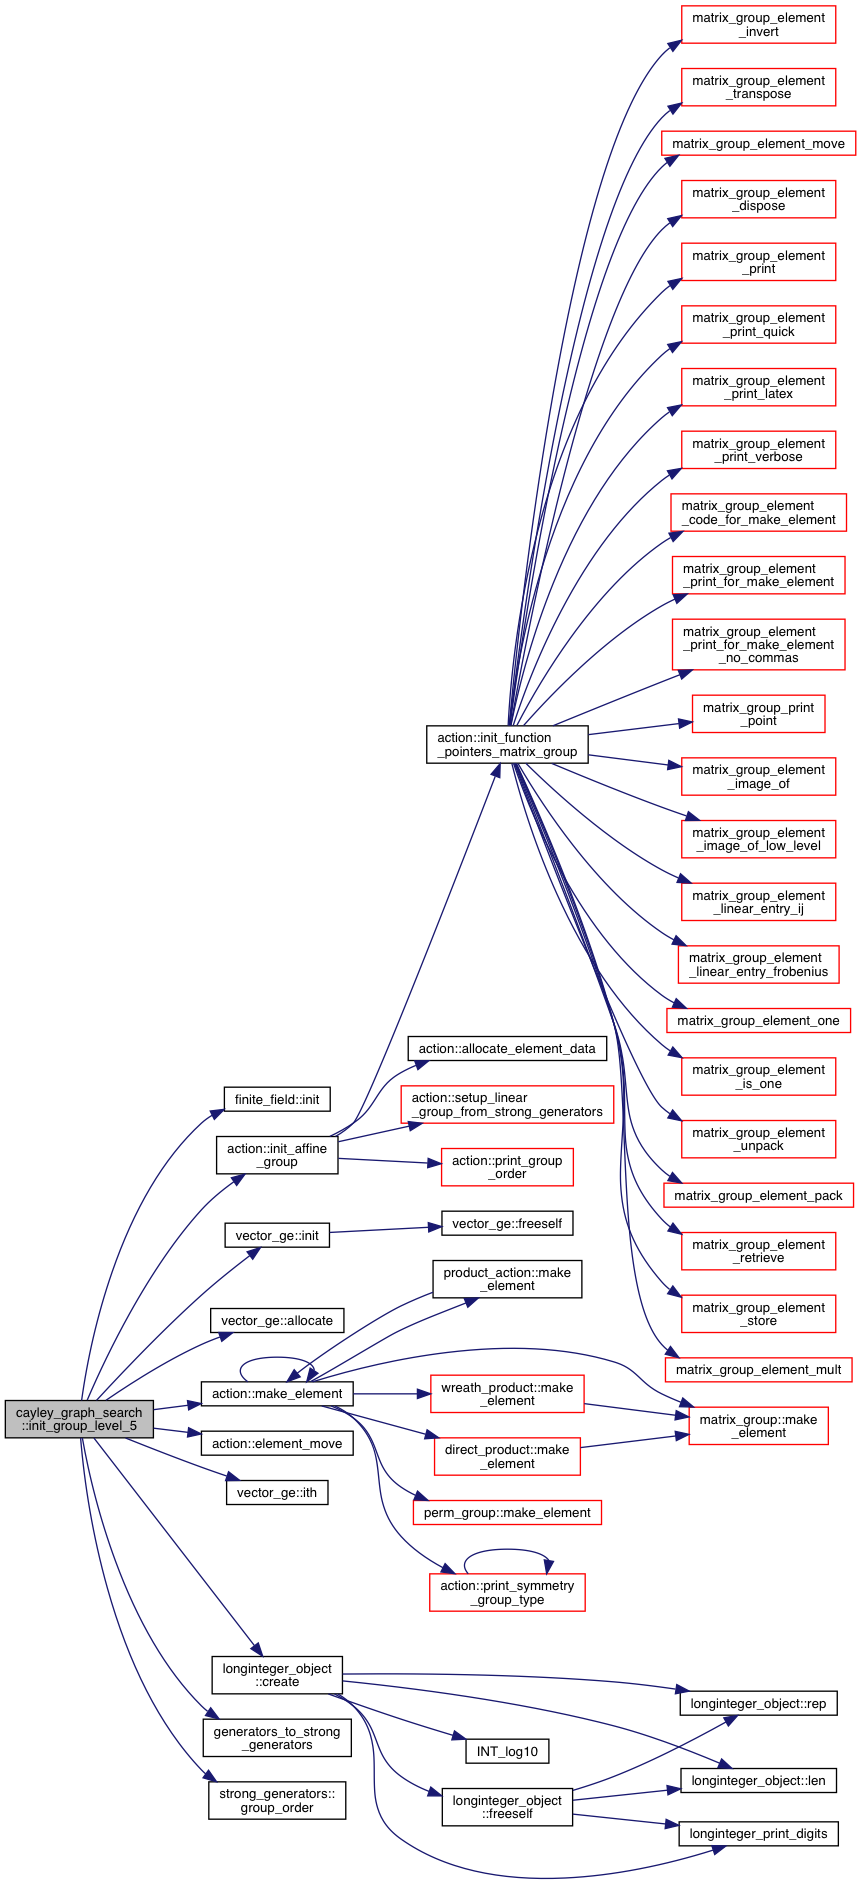 matrix_group_element
_invert
matrix_group_element
_transpose
matrix_group_element_move
matrix_group_element
_dispose
matrix_group_element
_print
matrix_group_element
_print_quick
matrix_group_element
_print_latex
matrix_group_element
_print_verbose
matrix_group_element
_code_for_make_element
matrix_group_element
_print_for_make_element
matrix_group_element
_print_for_make_element
_no_commas
matrix_group_print
_point
action::init_function
_pointers_matrix_group
matrix_group_element
_image_of
matrix_group_element
_image_of_low_level
matrix_group_element
_linear_entry_ij
matrix_group_element
_linear_entry_frobenius
matrix_group_element_one
action::allocate_element_data
matrix_group_element
_is_one
finite_field::init
action::setup_linear
_group_from_strong_generators
matrix_group_element
_unpack
action::init_affine
_group
action::print_group
_order
matrix_group_element_pack
vector_ge::init
vector_ge::freeself
matrix_group_element
_retrieve
product_action::make
_element
matrix_group_element
_store
vector_ge::allocate
matrix_group_element_mult
cayley_graph_search
::init_group_level_5
action::make_element
wreath_product::make
_element
matrix_group::make
_element
action::element_move
direct_product::make
_element
vector_ge::ith
perm_group::make_element
action::print_symmetry
_group_type
longinteger_object
::create
longinteger_object::rep
generators_to_strong
_generators
INT_log10
longinteger_object::len
strong_generators::
group_order
longinteger_object
::freeself
longinteger_print_digits